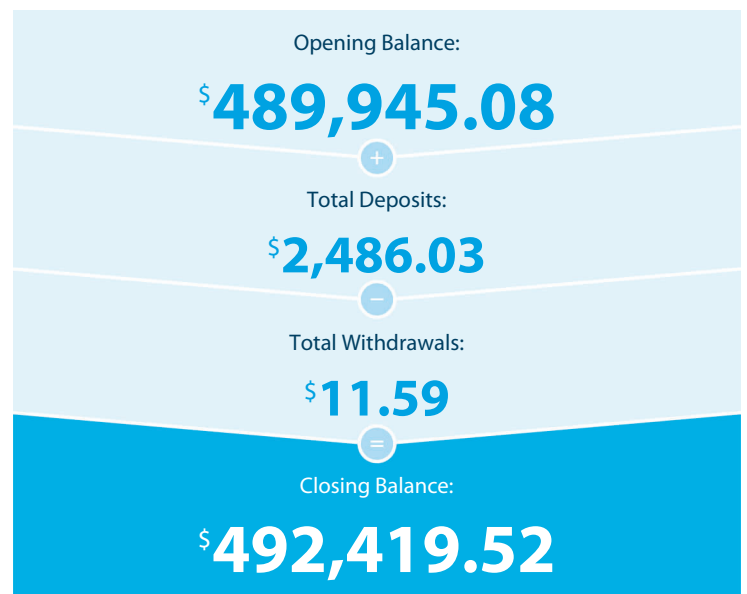 Opening Balance:
$489,945.08
+
Total Deposits:
$2,486.03
−
Total Withdrawals:
$11.59
=
Closing Balance:
$492,419.52